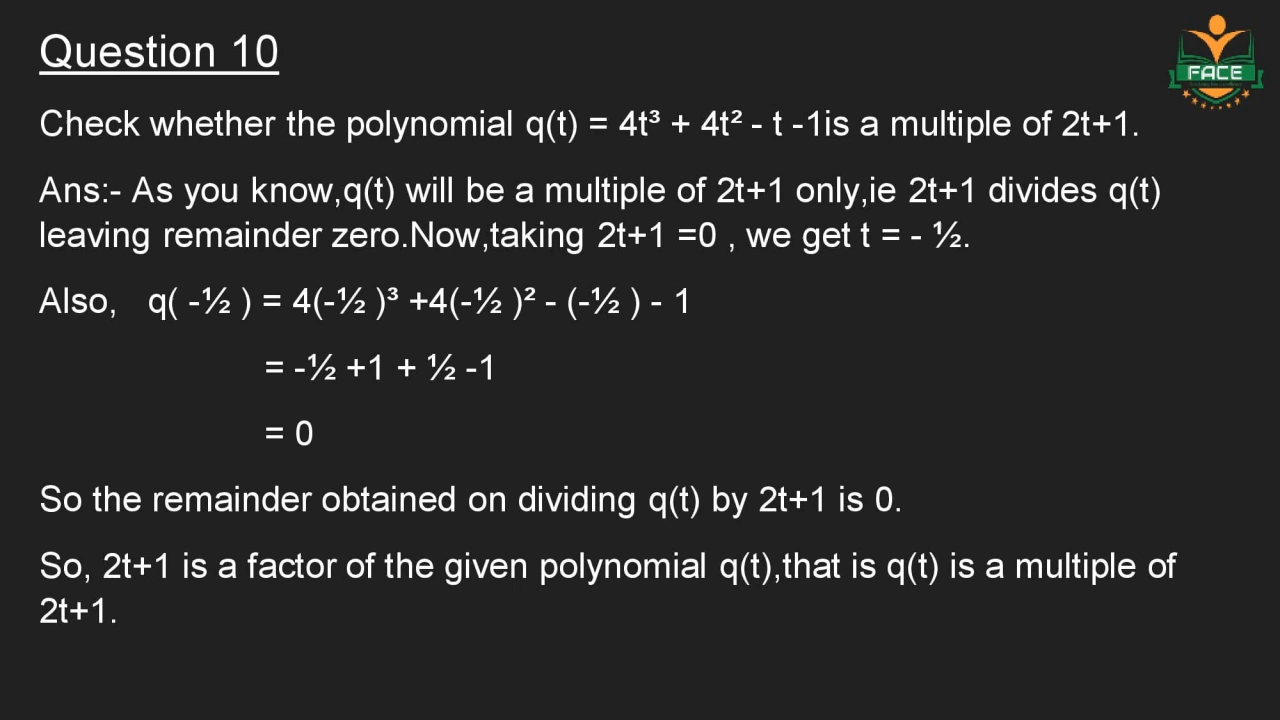 Question 10
FACE
Check whether the polynomial q(t) = 4t³ + 4t² - t -1is a multiple of 2t+1.
Ans:- As you know,q(t) will be a multiple of 2t+1 only,ie 2t+1 divides q(t)
leaving remainder zero.Now,taking 2t+1 =0 , we get t = - ½.
Also, q( -½ ) = 4(-½ )³ +4(-½ )² - (-½ ) - 1
= -½ +1 + ½ -1
= 0
So the remainder obtained on dividing q(t) by 2t+1 is 0.
So, 2t+1 is a factor of the given polynomial q(t),that is q(t) is a multiple of
2t+1.